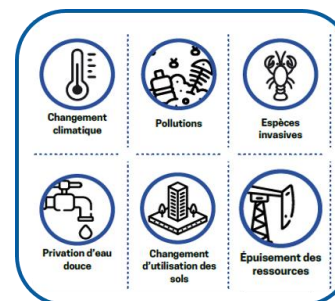 Changement
climatique
Pollutions
Espèces
invasives
Privation d'eau
douce
Changement
d'utilisation des
sols
Épuisement des
ressources